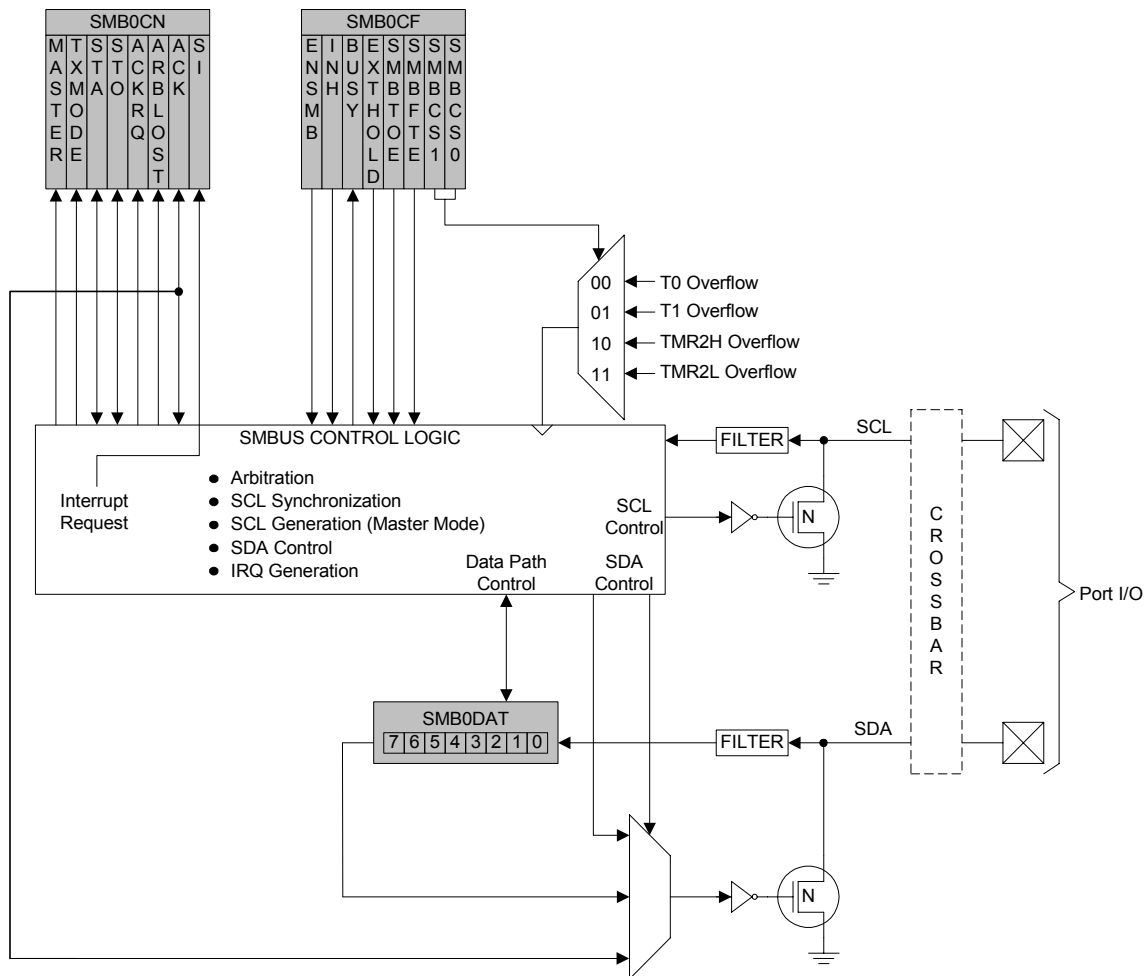 SMB0CN
MASTER
TXMODE
STA
STO
ACKRQ
ARBLOST
ACK
SI
SMB0CF
ENSMB
INH
BUSY
EXTHOLD
SMBTOE
SMBFTE
SMBCS1
SMBCS0
00
T0 Overflow
01
T1 Overflow
10
TMR2H Overflow
11
TMR2L Overflow
SMBUS CONTROL LOGIC
Interrupt
Request
● Arbitration
● SCL Synchronization
● SCL Generation (Master Mode)
● SDA Control
● IRQ Generation
SCL
Control
Data Path
Control
SDA
Control
FILTER
SCL
N
CROSSBAR
Port I/O
SMB0DAT
7 6 5 4 3 2 1 0
FILTER
SDA
N